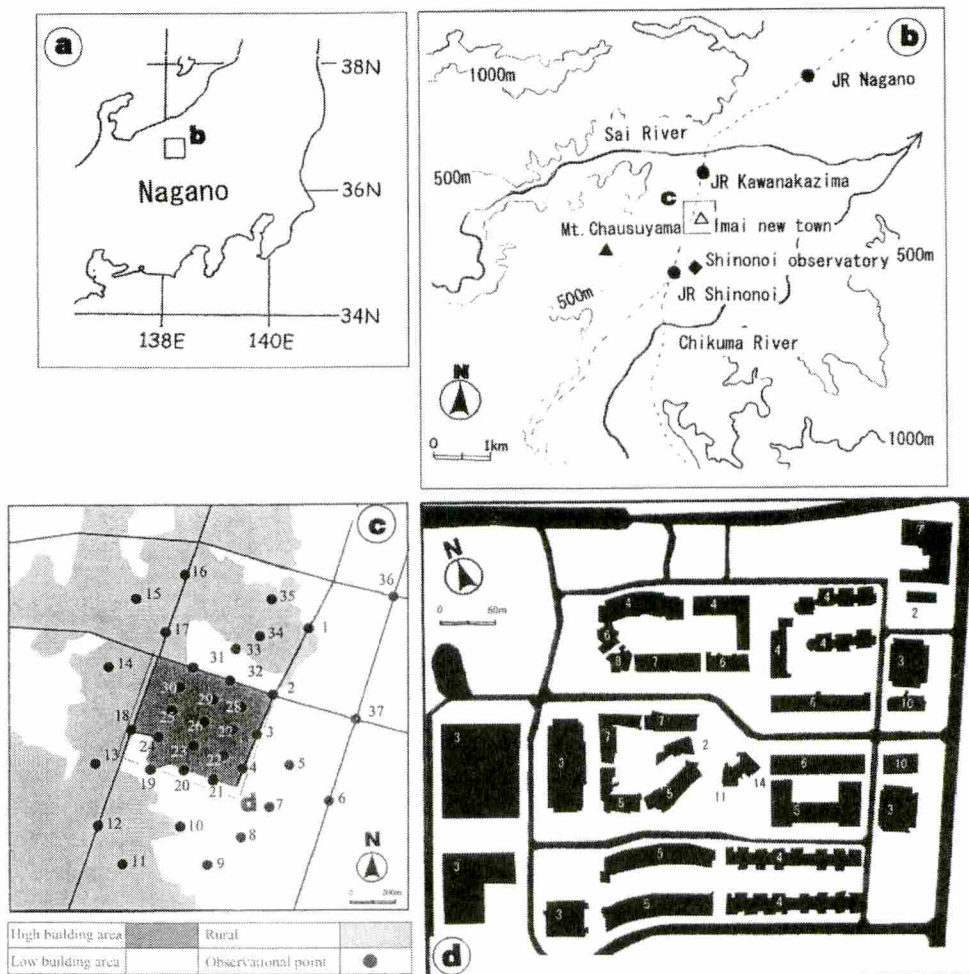 a
38N
b
Nagano
36N
34N
138E 140E
b
1000m
JR Nagano
Sai River
500m
JR Kawanakazima
c
Mt. Chausuyama
Imai new town
Shinonoi observatory
500m
500m
JR Shinonoi
Chikuma River
N
0 1km
1000m
c
16
36
15
35
17
34
1
33
14
31
32
30
29
28
2
25
37
18
26
27
3
24
23
22
13
4
5
19
20
21
d
7
6
12
10
8
11
9
N
0 200m
High building area Rural
Low building area Observational point
N
0 60m
7
2
4
4
4
6
4
4
3
8
7
6
6
10
3
3
7
7
2
6
10
11
14
5
5
3
3
3
5
4
3
5
4
d